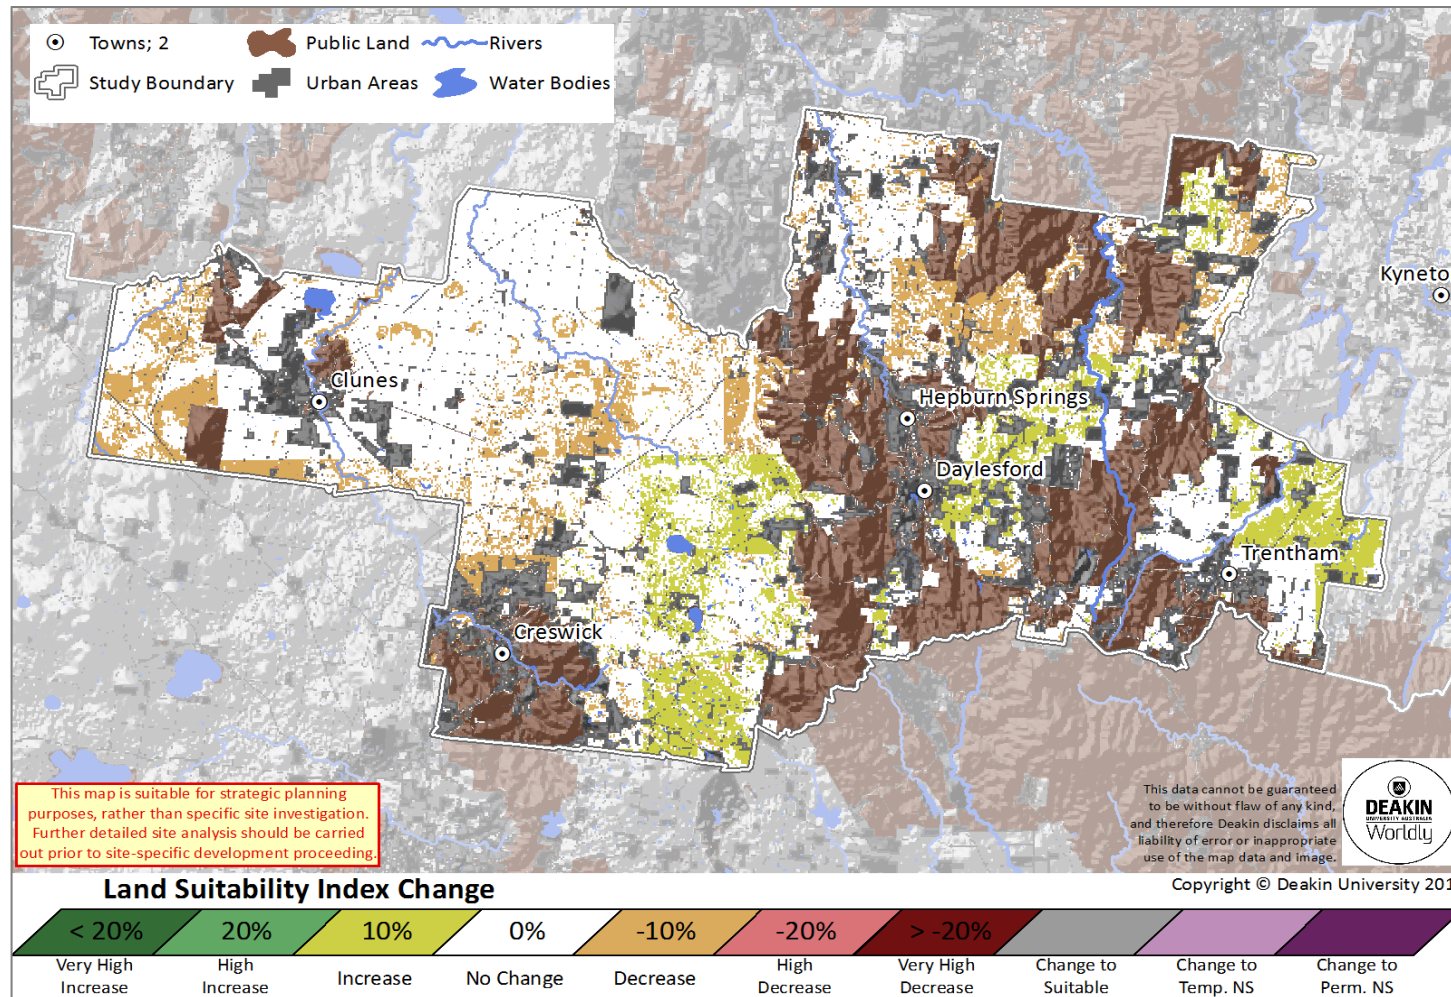 Towns; 2
Public Land
Rivers
Study Boundary
Urban Areas
Water Bodies
Kyneto
Clunes
Hepburn Springs
Daylesford
Trentham
Creswick
This map is suitable for strategic planning
purposes, rather than specific site investigation.
Further detailed site analysis should be carried
out prior to site-specific development proceeding.
This data cannot be guaranteed
to be without flaw of any kind,
and therefore Deakin disclaims all
liability of error or inappropriate
use of the map data and image.
DEAKIN
UNIVERSITY AUSTRALIA
Worldly
Land Suitability Index Change
Copyright © Deakin University 201
< 20%
20%
10%
0%
-10%
-20%
> -20%
Very High
Increase
High
Increase
Increase
No Change
Decrease
High
Decrease
Very High
Decrease
Change to
Suitable
Change to
Temp. NS
Change to
Perm. NS